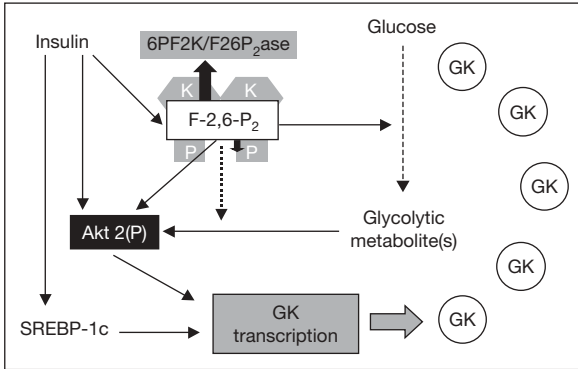 Insulin
6PF2K/F26P₂ase
Glucose
GK
K K
GK
F-2,6-P₂
P P
GK
Akt 2(P)
Glycolytic
metabolite(s)
GK
SREBP-1c
GK
transcription
GK